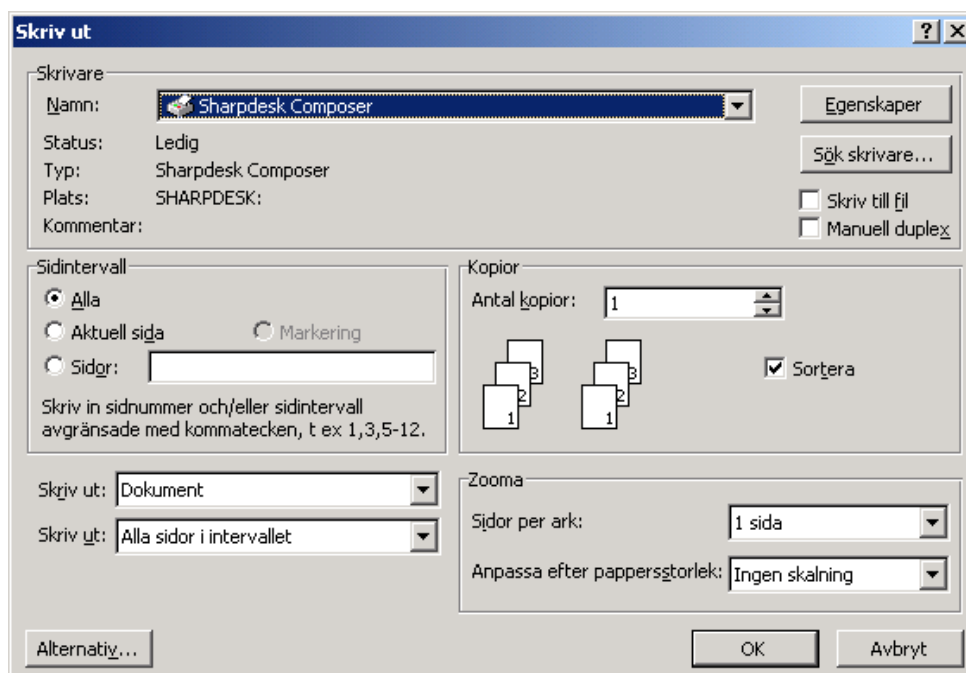 Skriv ut
Skrivare
Namn: Sharpdesk Composer
Egenskaper
Status: Ledig
Sök skrivare...
Typ: Sharpdesk Composer
Plats: SHARPDESK:
Skriv till fil
Kommentar:
Manuell duplex
Sidintervall
Alla
Aktuell sida
Markering
Sidor:
Skriv in sidnummer och/eller sidintervall
avgränsade med kommatecken, t ex 1,3,5-12.
Kopior
Antal kopior: 1
3 3
2 2
1 1
Sortera
Skriv ut: Dokument
Skriv ut: Alla sidor i intervallet
Zooma
Sidor per ark: 1 sida
Anpassa efter pappersstorlek: Ingen skalning
Alternativ...
OK
Avbryt